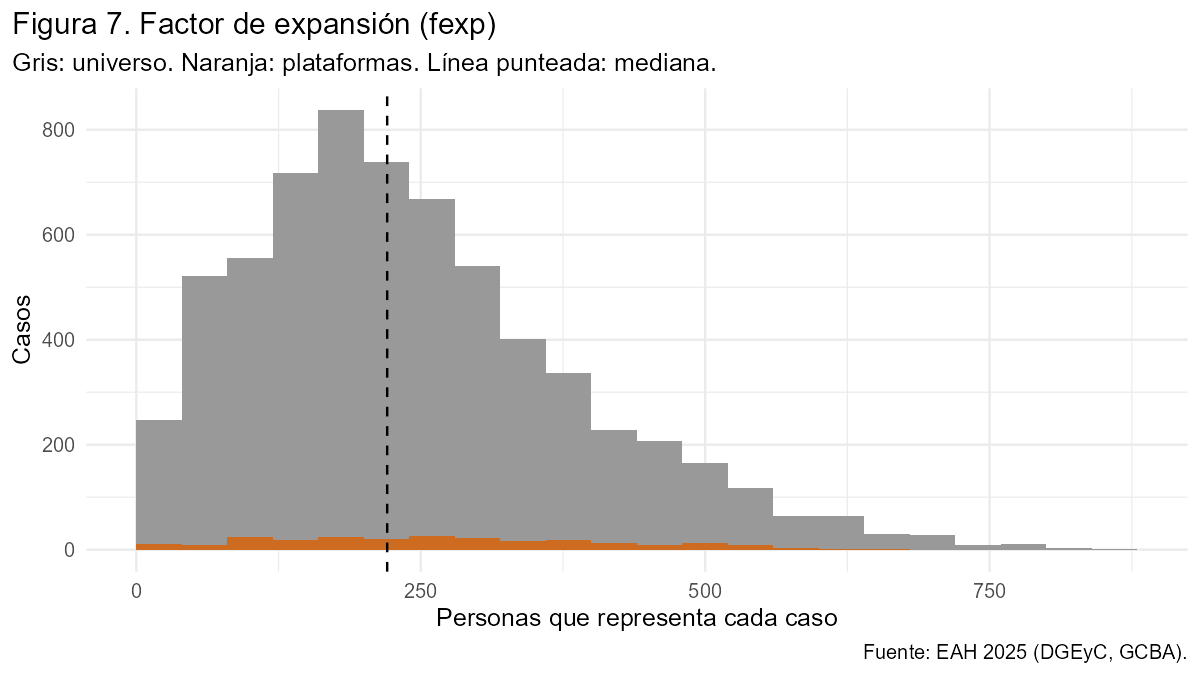 Figura 7. Factor de expansión (fexp)
Gris: universo. Naranja: plataformas. Línea punteada: mediana.
800
600
400
200
0
Casos
0 250 500 750
Personas que representa cada caso
Fuente: EAH 2025 (DGEyC, GCBA).